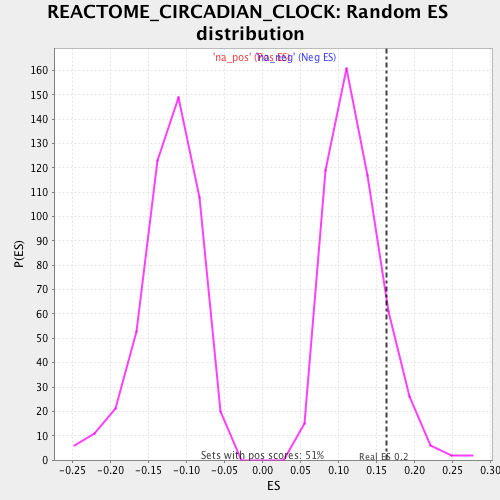 REACTOME_CIRCADIAN_CLOCK: Random ES
distribution
'na_pos' (Pos ES) 'na_neg' (Neg ES)
160
150
140
130
120
110
100
90
80
70
60
50
40
30
20
10
0
P(ES)
Sets with pos scores: 51%
Real ES 0.2
-0.25 -0.20 -0.15 -0.10 -0.05 0.00 0.05 0.10 0.15 0.20 0.25 0.30
ES